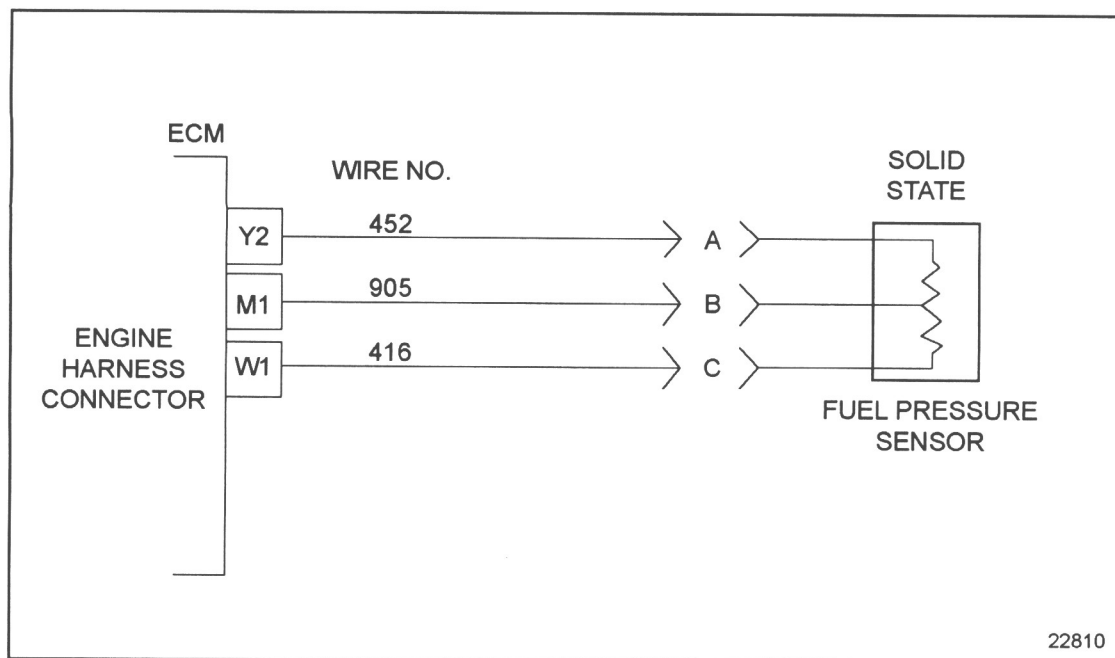 ECM
WIRE NO.
SOLID
STATE
Y2
452
A
M1
905
B
W1
416
C
ENGINE
HARNESS
CONNECTOR
FUEL PRESSURE
SENSOR
22810